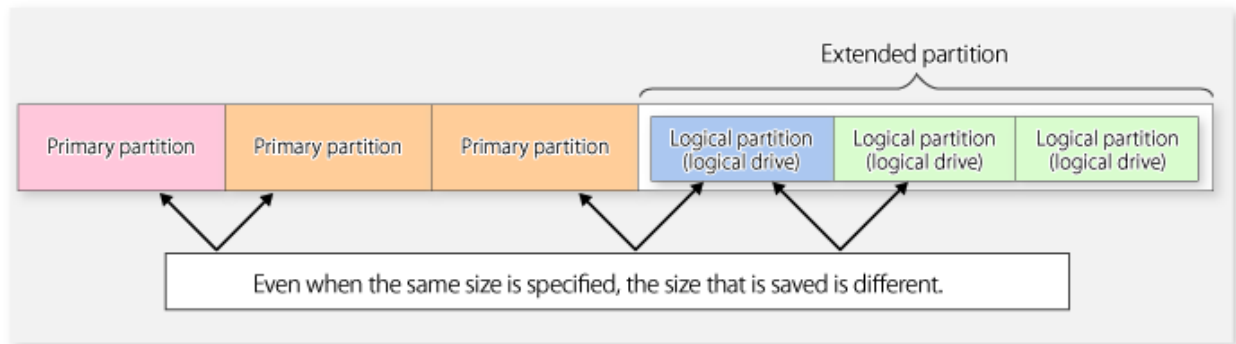 Extended partition
Primary partition
Primary partition
Primary partition
Logical partition
(logical drive)
Logical partition
(logical drive)
Logical partition
(logical drive)
Even when the same size is specified, the size that is saved is different.